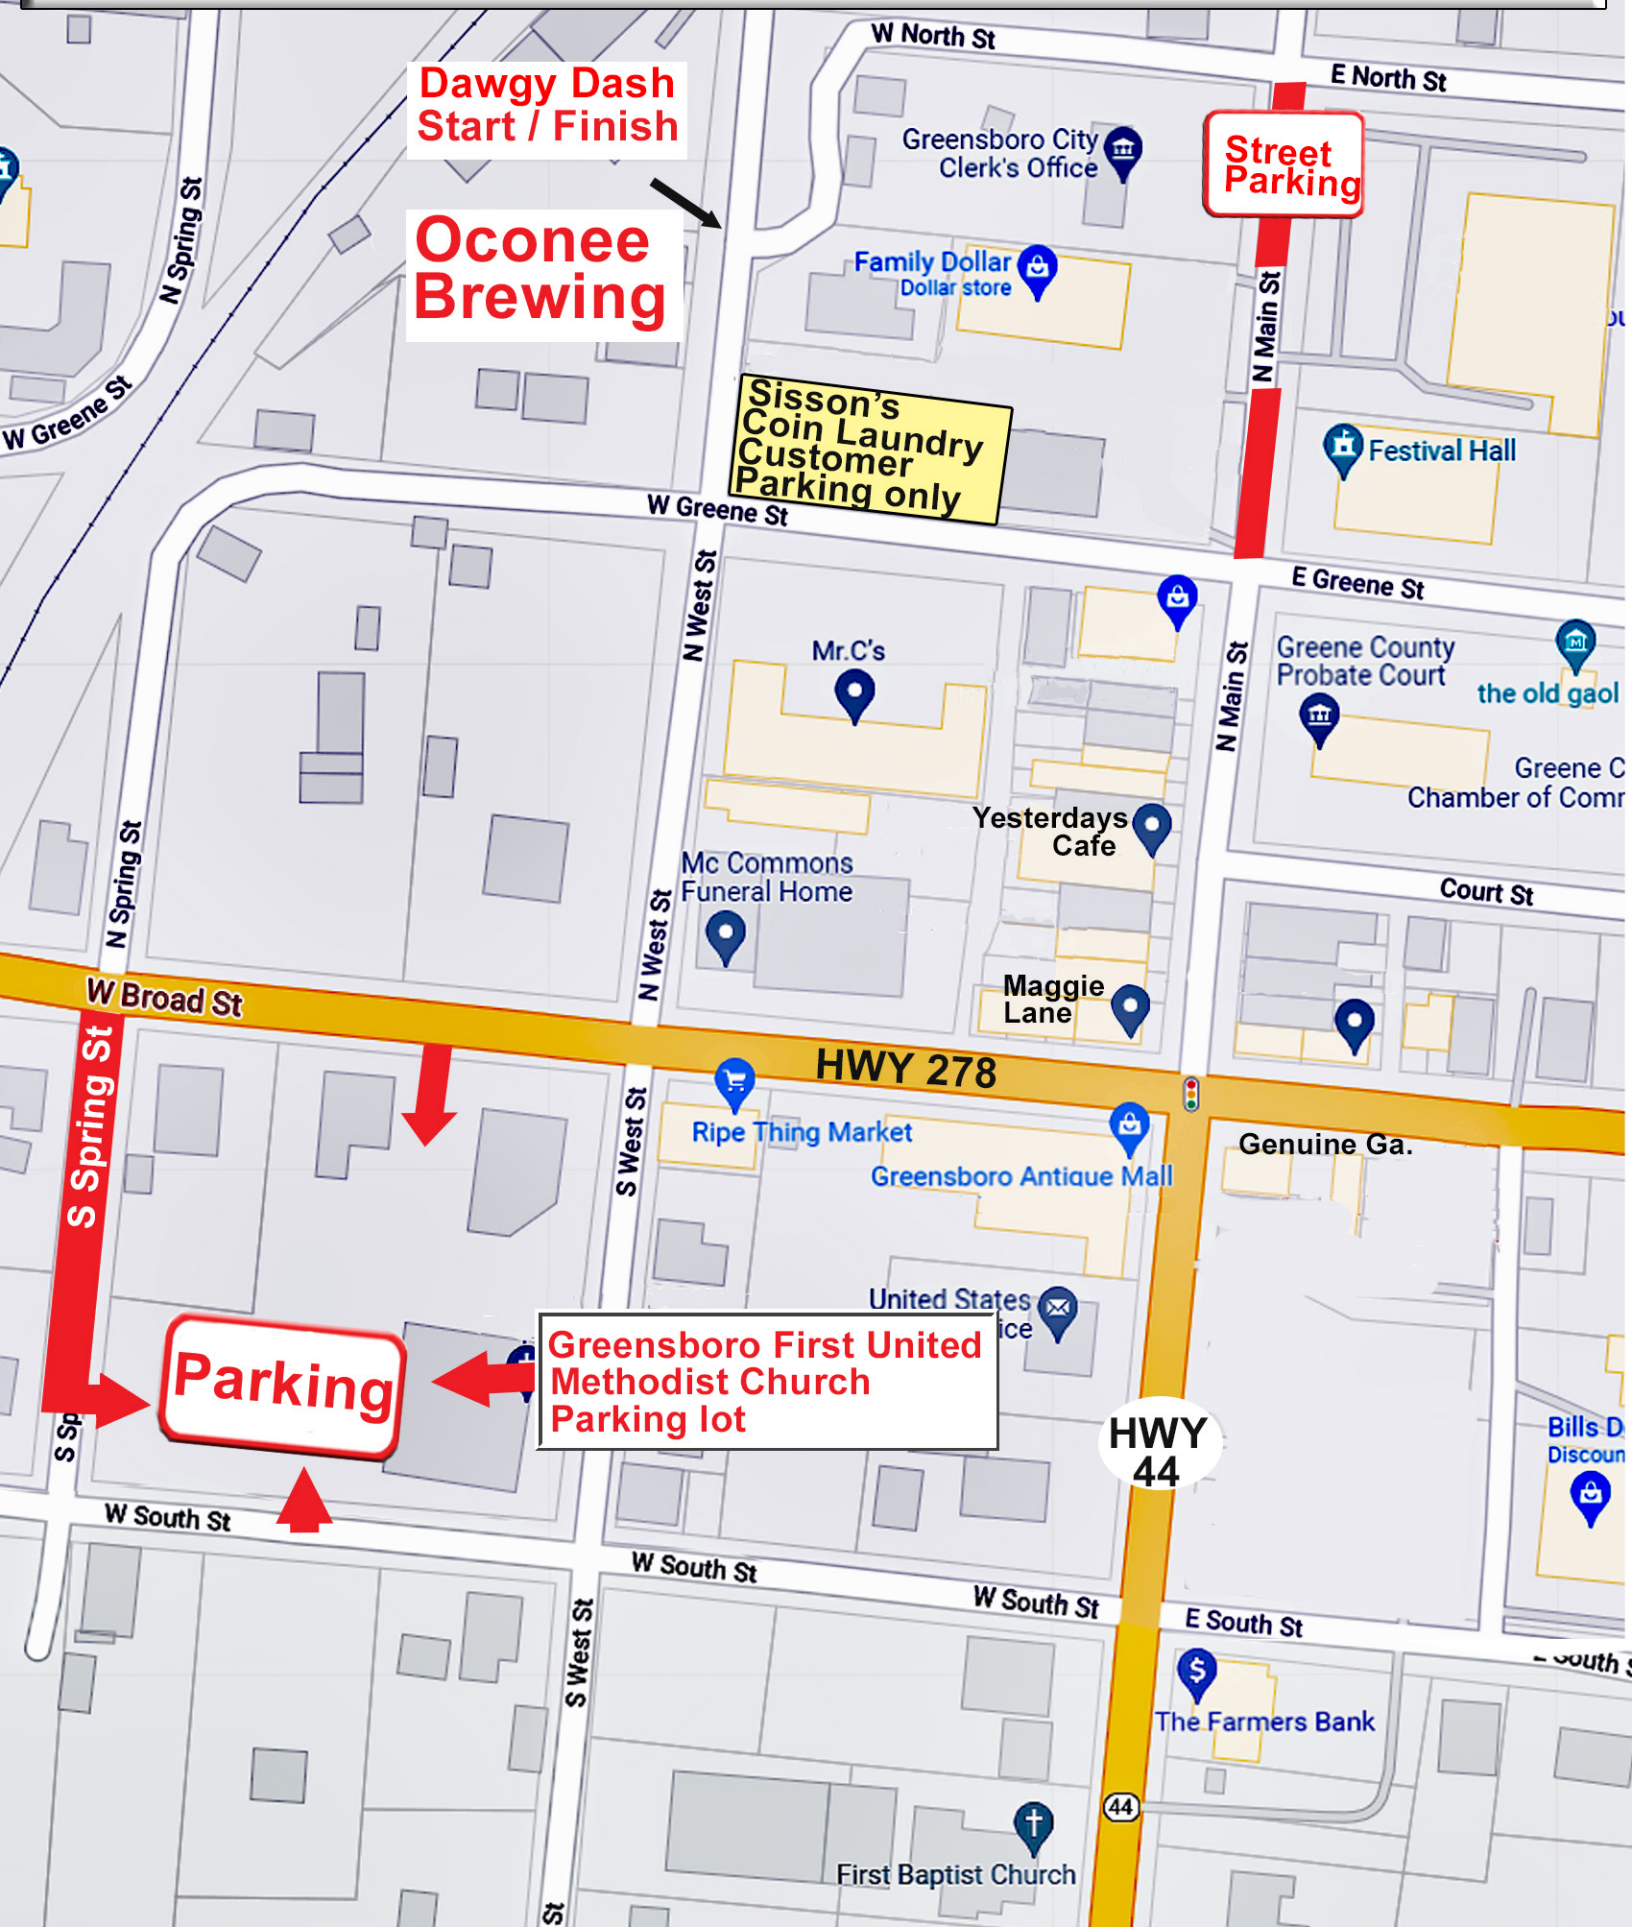 W North St
E North St
Dawgy Dash
Start / Finish
Greensboro City
Clerk's Office
Street
Parking
N Spring St
Oconee
Brewing
Family Dollar
Dollar store
N Main St
W Greene St
Sisson's
Coin Laundry
Customer
Parking only
Festival Hall
W Greene St
N West St
E Greene St
Mr.C's
N Main St
Greene County
Probate Court
the old gaol
Greene C
Chamber of Comr
Yesterdays
Cafe
N Spring St
Mc Commons
Funeral Home
Court St
N West St
W Broad St
Maggie
Lane
HWY 278
S Spring St
S West St
Ripe Thing Market
Greensboro Antique Mall
Genuine Ga.
United States
ice
Parking
Greensboro First United
Methodist Church
Parking lot
S Sp
HWY
44
Bills D
Discoun
W South St
W South St
W South St
E South St
South S
S West St
The Farmers Bank
44
First Baptist Church
St